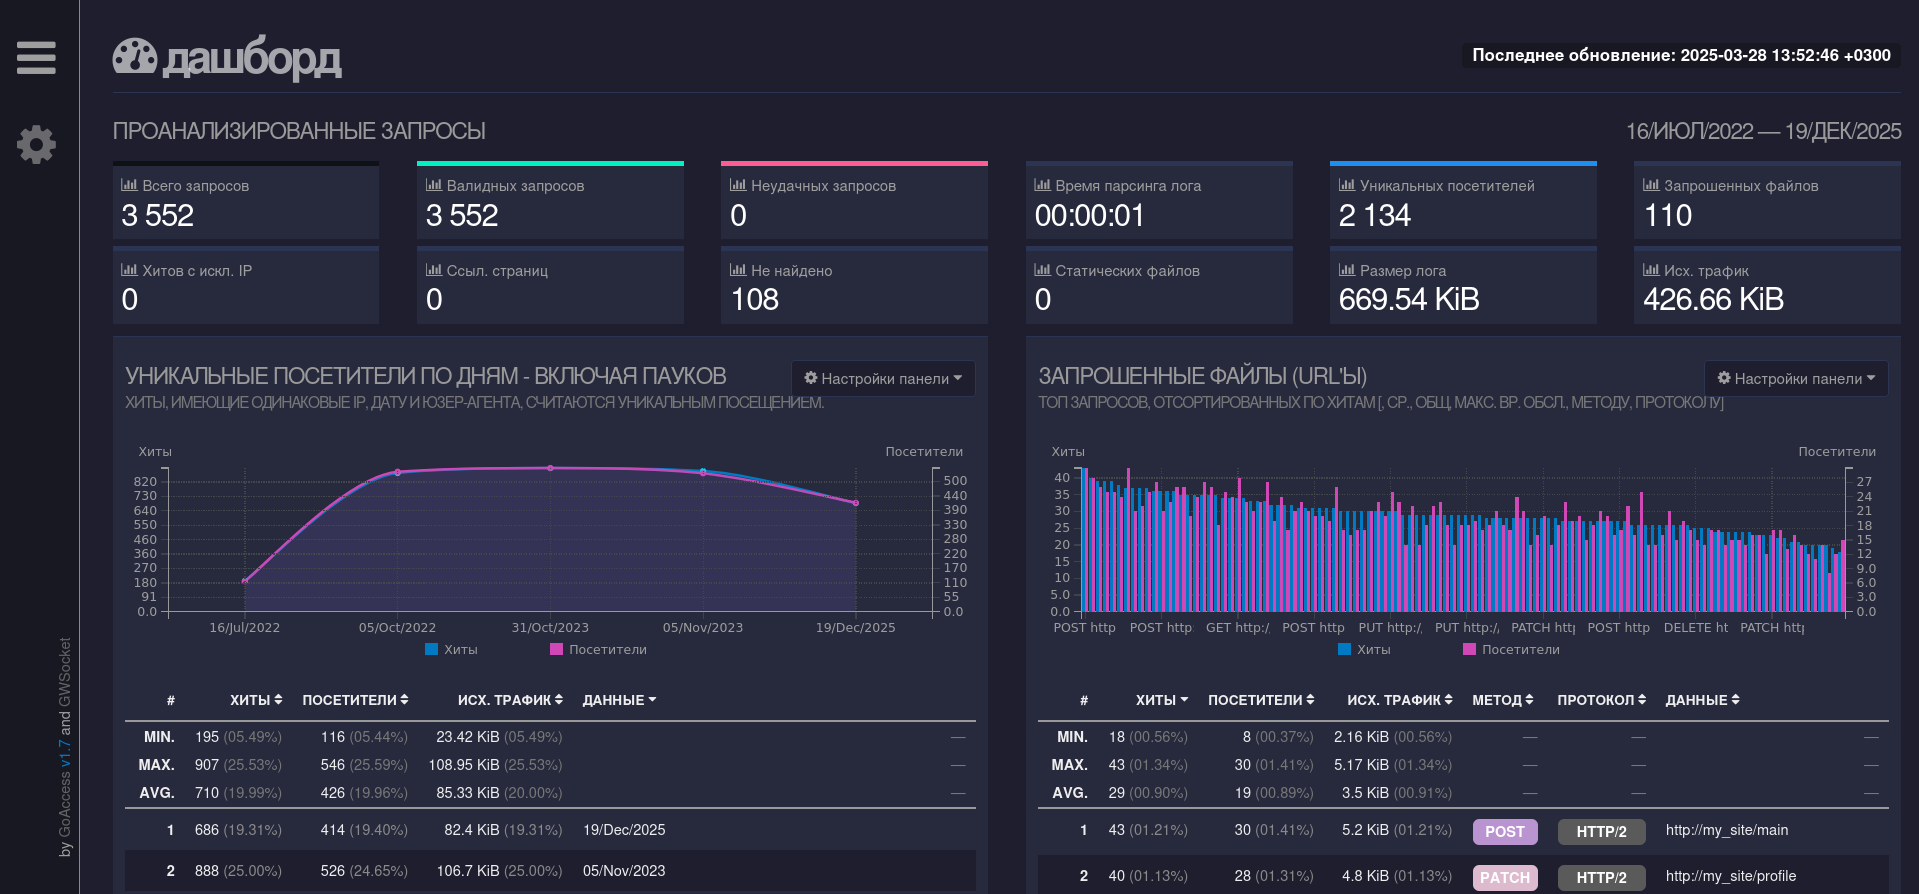 дашборд
Последнее обновление: 2025-03-28 13:52:46 +0300
ПРОАНАЛИЗИРОВАННЫЕ ЗАПРОСЫ
16/ИЮЛ/2022 — 19/ДЕК/2025
Всего запросов
3 552
Валидных запросов
3 552
Неудачных запросов
0
Время парсинга лога
00:00:01
Уникальных посетителей
2 134
Запрошенных файлов
110
Хитов с искл. IP
0
Ссыл. страниц
0
Не найдено
108
Статических файлов
0
Размер лога
669.54 KiB
Исх. трафик
426.66 KiB
УНИКАЛЬНЫЕ ПОСЕТИТЕЛИ ПО ДНЯМ - ВКЛЮЧАЯ ПАУКОВ
Настройки панели
ХИТЫ, ИМЕЮЩИЕ ОДИНАКОВЫЕ IP, ДАТУ И ЮЗЕР-АГЕНТА, СЧИТАЮТСЯ УНИКАЛЬНЫМ ПОСЕЩЕНИЕМ.
Хиты Посетители
820 500
730 440
640 390
550 330
460 280
360 220
270 170
180 110
91 55
0.0 0.0
16/Jul/2022 05/Oct/2022 31/Oct/2023 05/Nov/2023 19/Dec/2025
Хиты Посетители
# ХИТЫ ПОСЕТИТЕЛИ ИСХ. ТРАФИК ДАННЫЕ
MIN. 195 (05.49%) 116 (05.44%) 23.42 KiB (05.49%) —
MAX. 907 (25.53%) 546 (25.59%) 108.95 KiB (25.53%) —
AVG. 710 (19.99%) 426 (19.96%) 85.33 KiB (20.00%) —
1 686 (19.31%) 414 (19.40%) 82.4 KiB (19.31%) 19/Dec/2025
2 888 (25.00%) 526 (24.65%) 106.7 KiB (25.00%) 05/Nov/2023
ЗАПРОШЕННЫЕ ФАЙЛЫ (URL'Ы)
Настройки панели
ТОП ЗАПРОСОВ, ОТСОРТИРОВАННЫХ ПО ХИТАМ [, СР., ОБЩ, МАКС. ВР. ОБСЛ., МЕТОДУ, ПРОТОКОЛУ]
Хиты Посетители
40 27
35 24
30 21
25 18
20 15
15 12
10 9.0
5.0 6.0
0.0 3.0
0.0
POST http POST http: GET http:/ POST http PUT http:/, PUT http:/, PATCH http POST http DELETE ht PATCH http
Хиты Посетители
# ХИТЫ ПОСЕТИТЕЛИ ИСХ. ТРАФИК МЕТОД ПРОТОКОЛ ДАННЫЕ
MIN. 18 (00.56%) 8 (00.37%) 2.16 KiB (00.56%) — — —
MAX. 43 (01.34%) 30 (01.41%) 5.17 KiB (01.34%) — — —
AVG. 29 (00.90%) 19 (00.89%) 3.5 KiB (00.91%) — — —
1 43 (01.21%) 30 (01.41%) 5.2 KiB (01.21%) POST HTTP/2 http://my_site/main
2 40 (01.13%) 28 (01.31%) 4.8 KiB (01.13%) PATCH HTTP/2 http://my_site/profile
by GoAccess v1.7 and GWSocket